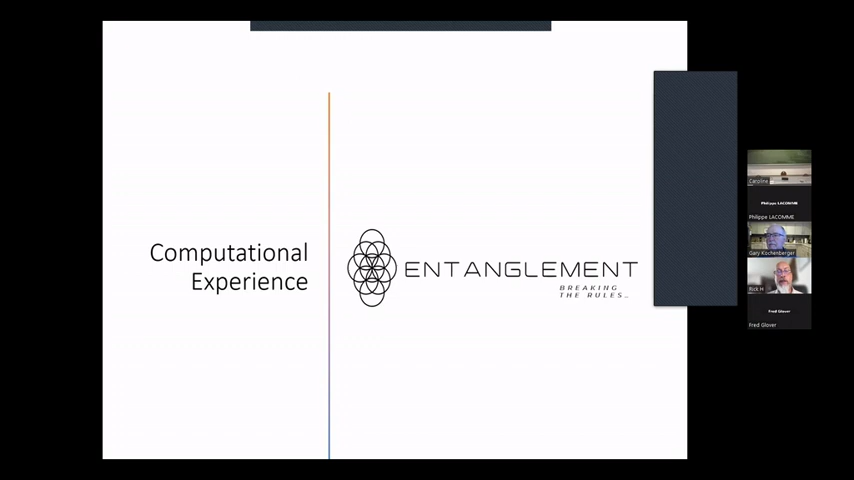 Computational
Experience
ENTANGLEMENT
BREAKING
THE RULES...
Caroline
Philippe LACOMME
Philippe LACOMME
Gary Kochenberger
Rick H
Fred Glover
Fred Glover